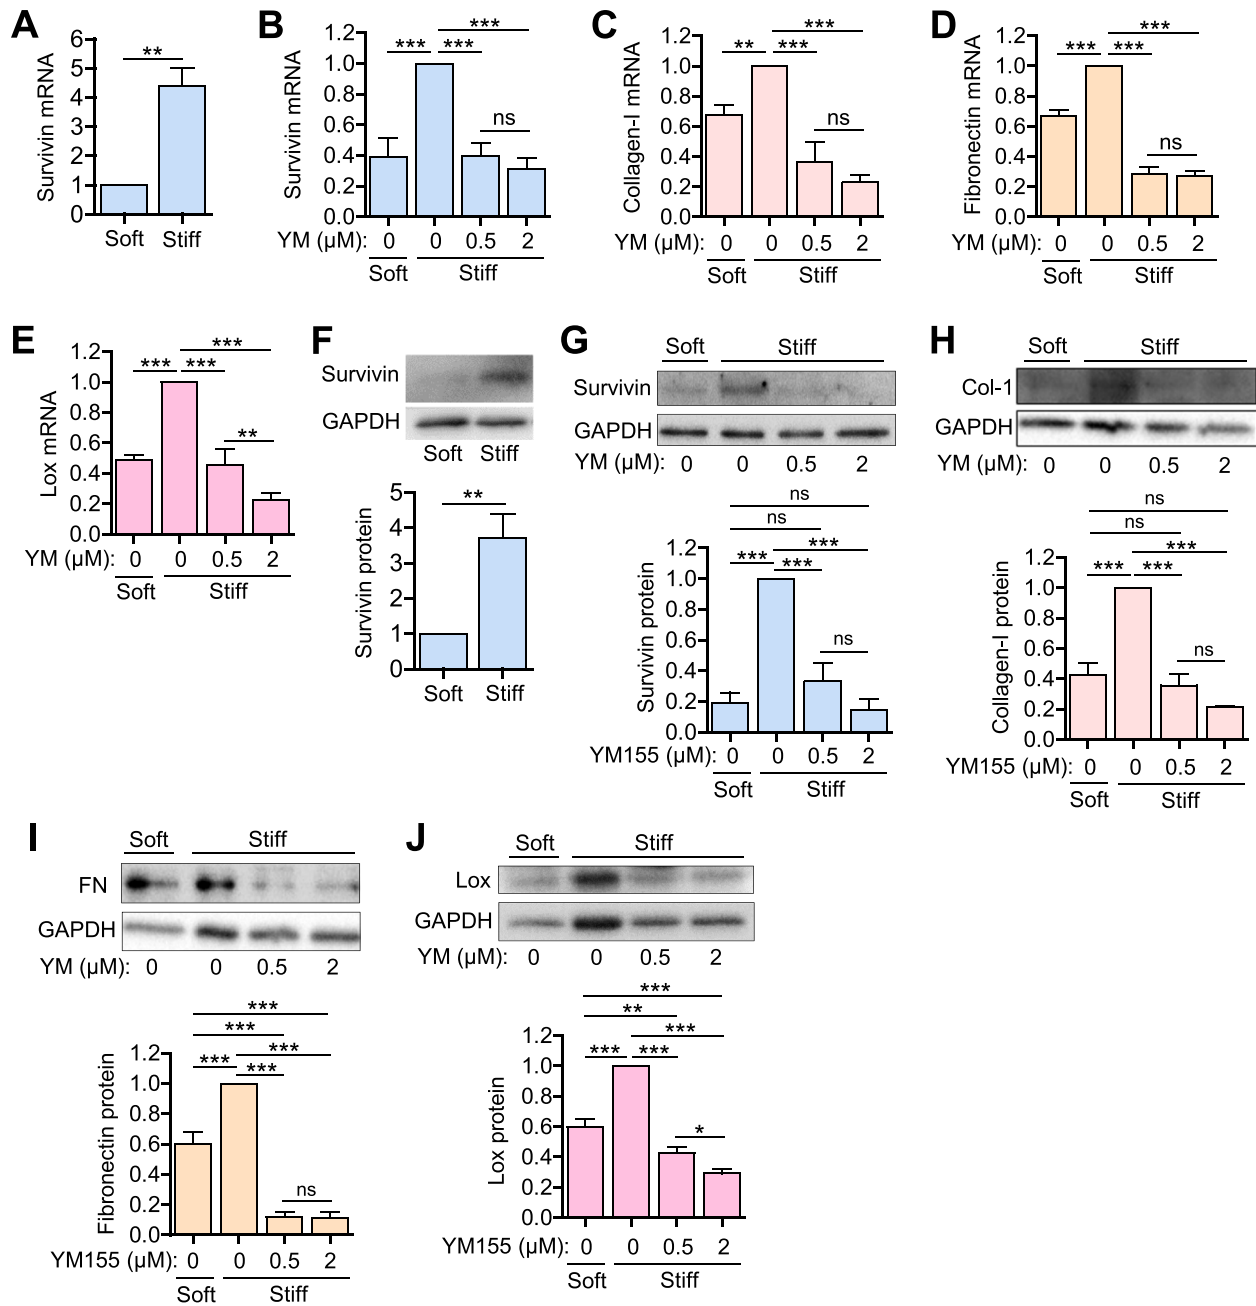 A
Survivin mRNA
6
5
4
3
2
1
0
**
Soft Stiff
B
Survivin mRNA
1.2
1.0
0.8
0.6
0.4
0.2
0.0
***
*** ***
ns
YM (μM): 0 0 0.5 2
Soft Stiff
C
Collagen-I mRNA
1.2
1.0
0.8
0.6
0.4
0.2
0.0
***
** ***
ns
YM (μM): 0 0 0.5 2
Soft Stiff
D
Fibronectin mRNA
1.2
1.0
0.8
0.6
0.4
0.2
0.0
***
*** ***
ns
YM (μM): 0 0 0.5 2
Soft Stiff
E
Lox mRNA
1.2
1.0
0.8
0.6
0.4
0.2
0.0
***
*** ***
**
YM (μM): 0 0 0.5 2
Soft Stiff
F
Survivin
GAPDH
Soft Stiff
Survivin protein
5
4
3
2
1
0
**
Soft Stiff
G
Soft Stiff
Survivin
GAPDH
YM (μM): 0 0 0.5 2
Survivin protein
1.2
1.0
0.8
0.6
0.4
0.2
0.0
ns
ns
***
*** ***
ns
YM155 (μM): 0 0 0.5 2
Soft Stiff
H
Soft Stiff
Col-1
GAPDH
YM (μM): 0 0 0.5 2
Collagen-I protein
1.2
1.0
0.8
0.6
0.4
0.2
0.0
ns
ns
***
*** ***
ns
YM155 (μM): 0 0 0.5 2
Soft Stiff
I
Soft Stiff
FN
GAPDH
YM (μM): 0 0 0.5 2
Fibronectin protein
1.2
1.0
0.8
0.6
0.4
0.2
0.0
***
***
***
*** ***
ns
YM155 (μM): 0 0 0.5 2
Soft Stiff
J
Soft Stiff
Lox
GAPDH
YM (μM): 0 0 0.5 2
Lox protein
1.2
1.0
0.8
0.6
0.4
0.2
0.0
***
**
***
*** ***
*
YM155 (μM): 0 0 0.5 2
Soft Stiff